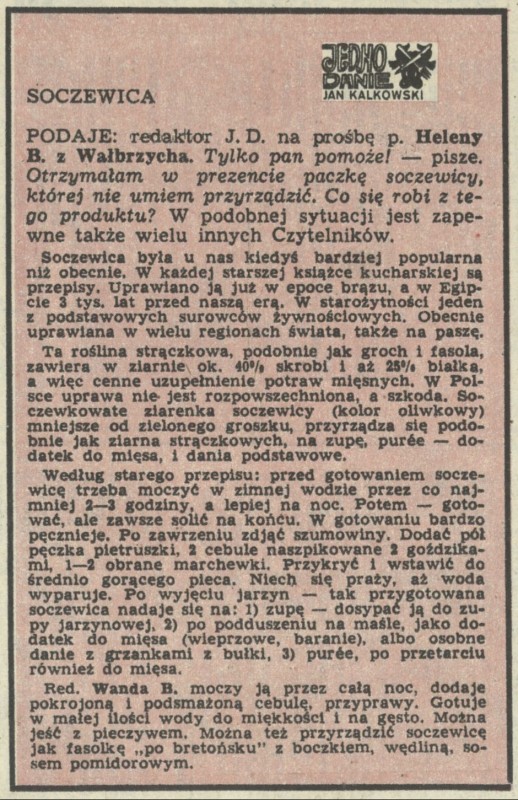 JEDNO
DANIE
JAN KALKOWSKI
SOCZEWICA
PODAJE: redaktor J. D. na prośbę p. Heleny
B. z Wałbrzycha. Tylko pan pomoże! — pisze.
Otrzymałam w prezencie paczkę soczewicy,
której nie umiem przyrządzić. Co się robi z te-
go produktu? W podobnej sytuacji jest zape-
wne także wielu innych Czytelników.
Soczewica była u nas kiedyś bardziej popularna
niż obecnie. W każdej starszej książce kucharskiej są
przepisy. Uprawiano ją już w epoce brązu, a w Egip-
cie 3 tys. lat przed naszą erą. W starożytności jeden
z podstawowych surowców żywnościowych. Obecnie
uprawiana w wielu regionach świata, także na paszę.
Ta roślina strączkowa, podobnie jak groch i fasola,
zawiera w ziarnie ok. 40% skrobi i aż 25% białka,
a więc cenne uzupełnienie potraw mięsnych. W Pol-
sce uprawa nie jest rozpowszechniona, a szkoda. So-
czewkowate ziarenka soczewicy (kolor oliwkowy)
mniejsze od zielonego groszku, przyrządza się podo-
bnie jak ziarna strączkowych, na zupę, purée — do-
datek do mięsa, i dania podstawowe.
Według starego przepisu: przed gotowaniem socze-
wicę trzeba moczyć w zimnej wodzie przez co naj-
mniej 2—3 godziny, a lepiej na noc. Potem — goto-
wać, ale zawsze solić na końcu. W gotowaniu bardzo
pęcznieje. Po zawrzeniu zdjąć szumowiny. Dodać pół
pęczka pietruszki, 2 cebule naszpikowane 2 goździka-
mi, 1—2 obrane marchewki. Przykryć i wstawić do
średnio gorącego pieca. Niech się praży, aż woda
wyparuje. Po wyjęciu jarzyn — tak przygotowana
soczewica nadaje się na: 1) zupę — dosypać ją do zu-
py jarzynowej, 2) po podduszeniu na maśle, jako do-
datek do mięsa (wieprzowe, baranie), albo osobne
danie z grzankami z bułki, 3) purée, po przetarciu
również do mięsa.
Red. Wanda B. moczy ją przez całą noc, dodaje
pokrojoną i podsmażoną cebulę, przyprawy. Gotuje
w małej ilości wody do miękkości i na gęsto. Można
jeść z pieczywem. Można też przyrządzić soczewicę
jak fasolkę „po bretońsku" z boczkiem, wędliną, so-
sem pomidorowym.